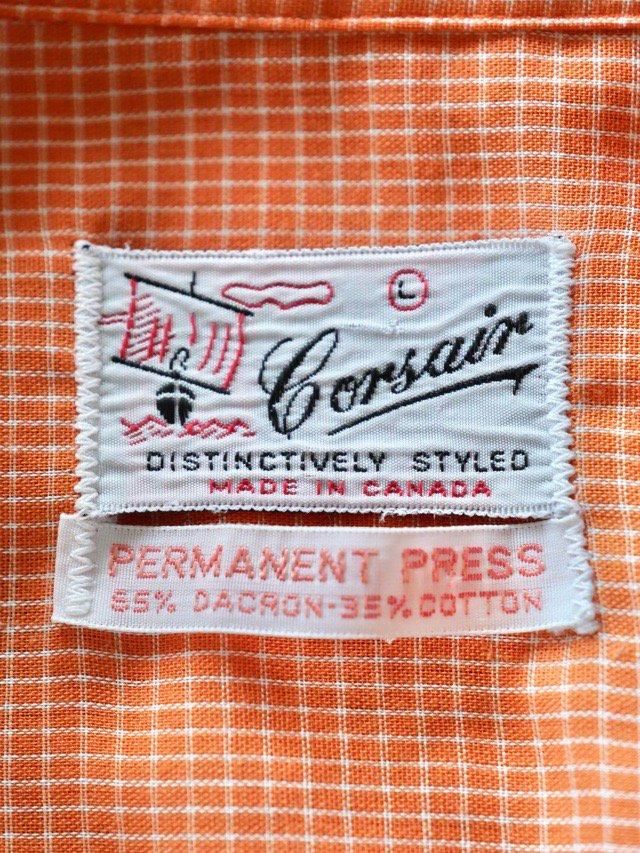 L
Corsair
DISTINCTIVELY STYLED
MADE IN CANADA
PERMANENT PRESS
65% DACRON-35% COTTON